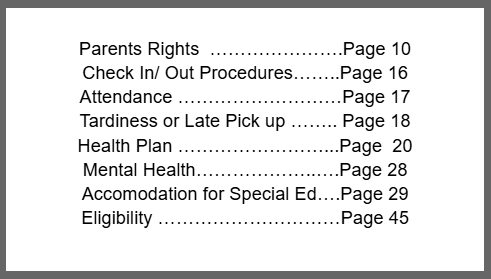 Parents Rights ………………….Page 10
Check In/ Out Procedures……..Page 16
Attendance ………………………Page 17
Tardiness or Late Pick up …….. Page 18
Health Plan ……………………...Page  20
Mental Health…………………..….Page 28
Accomodation for Special Ed….Page 29
Eligibility …………………………Page 45